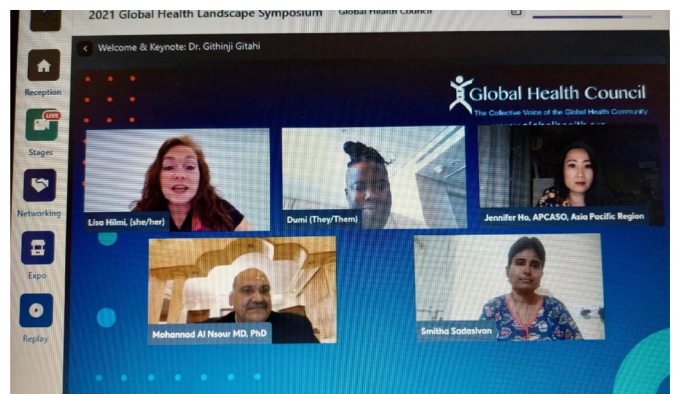 2021 Global Health Landscape Symposium
Global Health Council
Welcome & Keynote: Dr. Githinji Gitahi
Reception
LIVE
Stages
Networking
Expo
Replay
Global Health Council
The Collective Voice of the Global Health Community
Lisa Hilmi, (she/her)
Dumi (They/Them)
Jennifer Ho, APCASO, Asia Pacific Region
Mohannad Al Nsour MD, PhD
Smitha Sadasivan